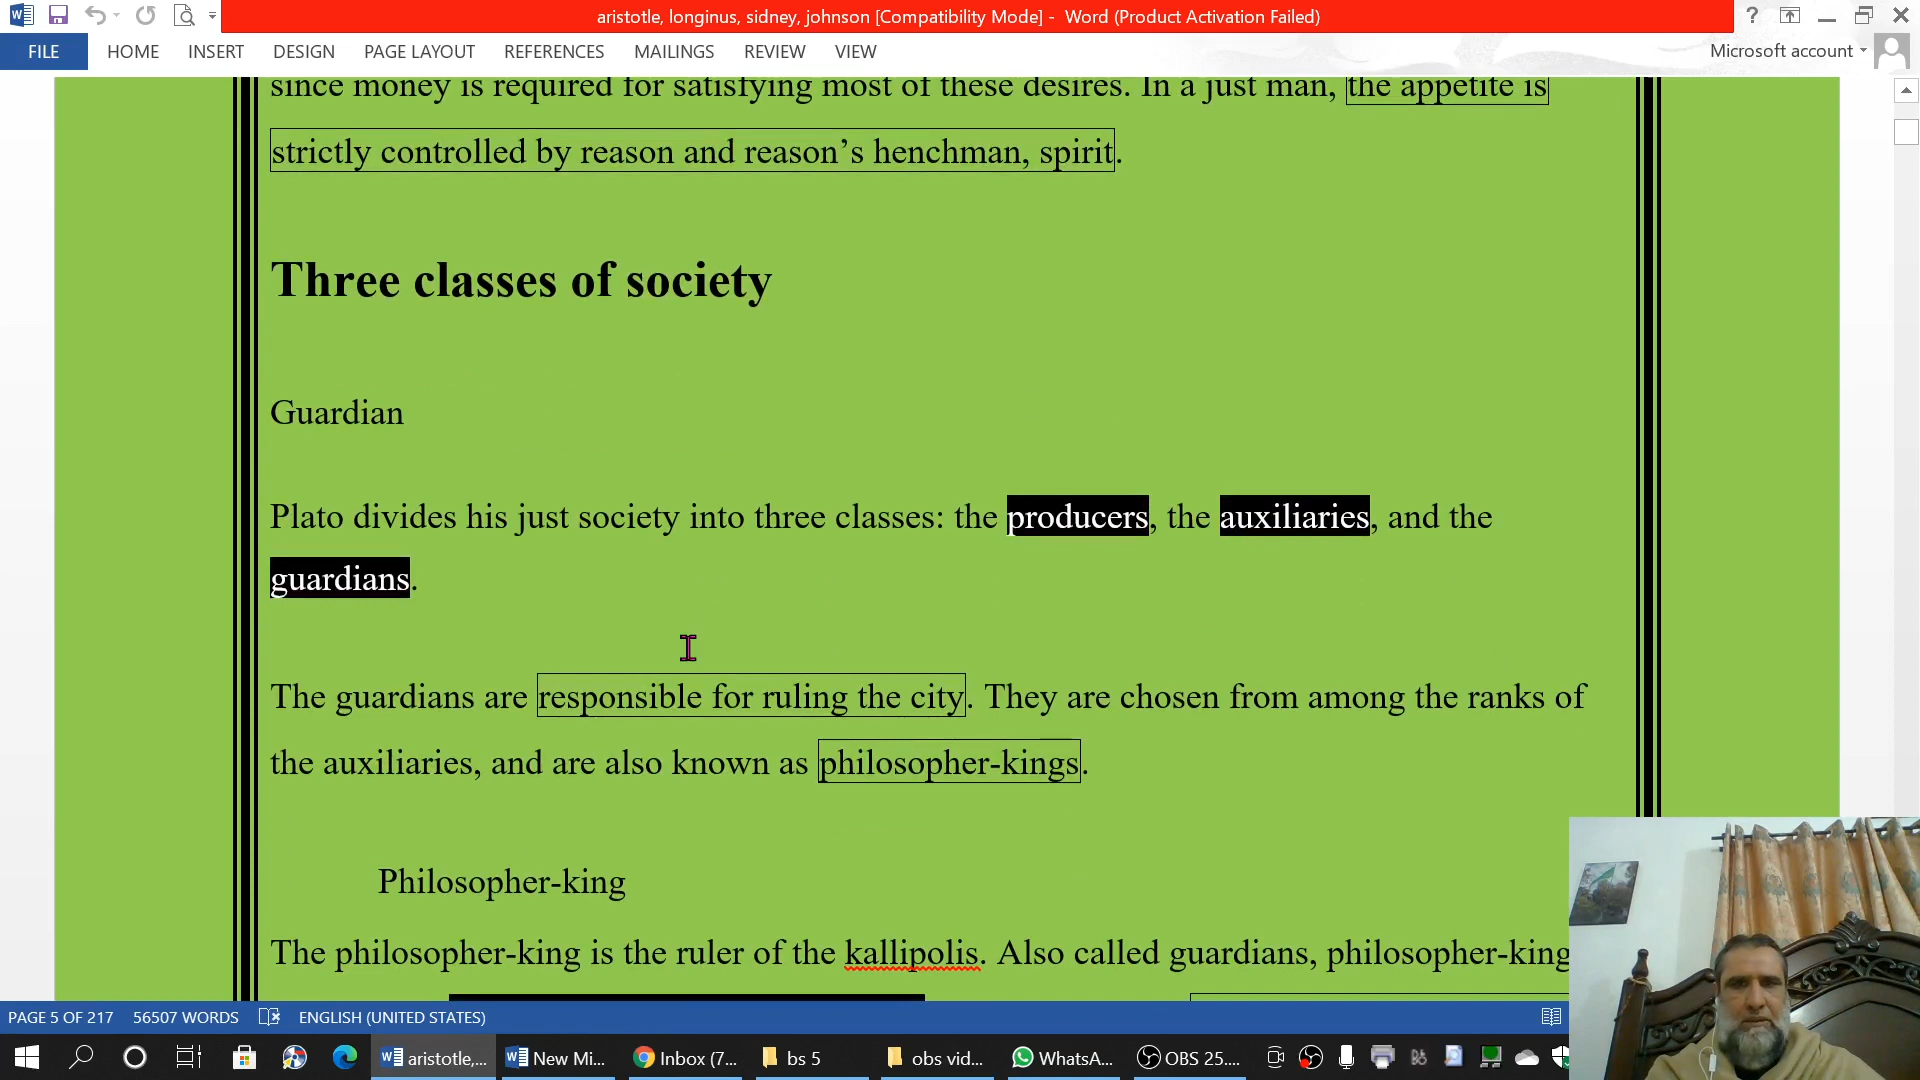 aristotle, longinus, sidney, johnson [Compatibility Mode] - Word (Product Activation Failed)
?
FILE HOME INSERT DESIGN PAGE LAYOUT REFERENCES MAILINGS REVIEW VIEW Microsoft account
since money is required for satisfying most of these desires. In a just man, the appetite is
strictly controlled by reason and reason’s henchman, spirit.
Three classes of society
Guardian
Plato divides his just society into three classes: the producers, the auxiliaries, and the
guardians.
The guardians are responsible for ruling the city. They are chosen from among the ranks of
the auxiliaries, and are also known as philosopher-kings.
Philosopher-king
The philosopher-king is the ruler of the kallipolis. Also called guardians, philosopher-king
PAGE 5 OF 217 56507 WORDS ENGLISH (UNITED STATES)
aristotle,... New Mi... Inbox (7... bs 5 obs vid... WhatsA... OBS 25....